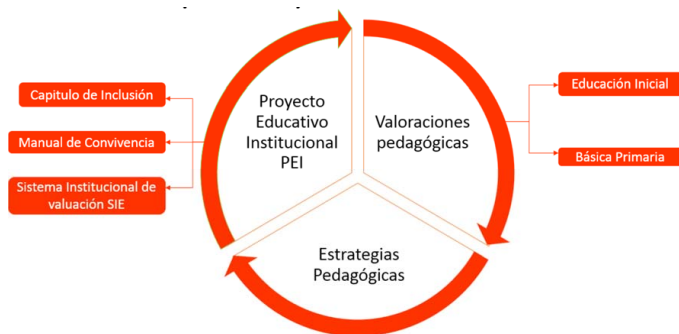 Capitulo de Inclusión
Manual de Convivencia
Sistema Institucional de
valuación SIE
Proyecto
Educativo
Institucional
PEI
Valoraciones
pedagógicas
Estrategias
Pedagógicas
Educación Inicial
Básica Primaria